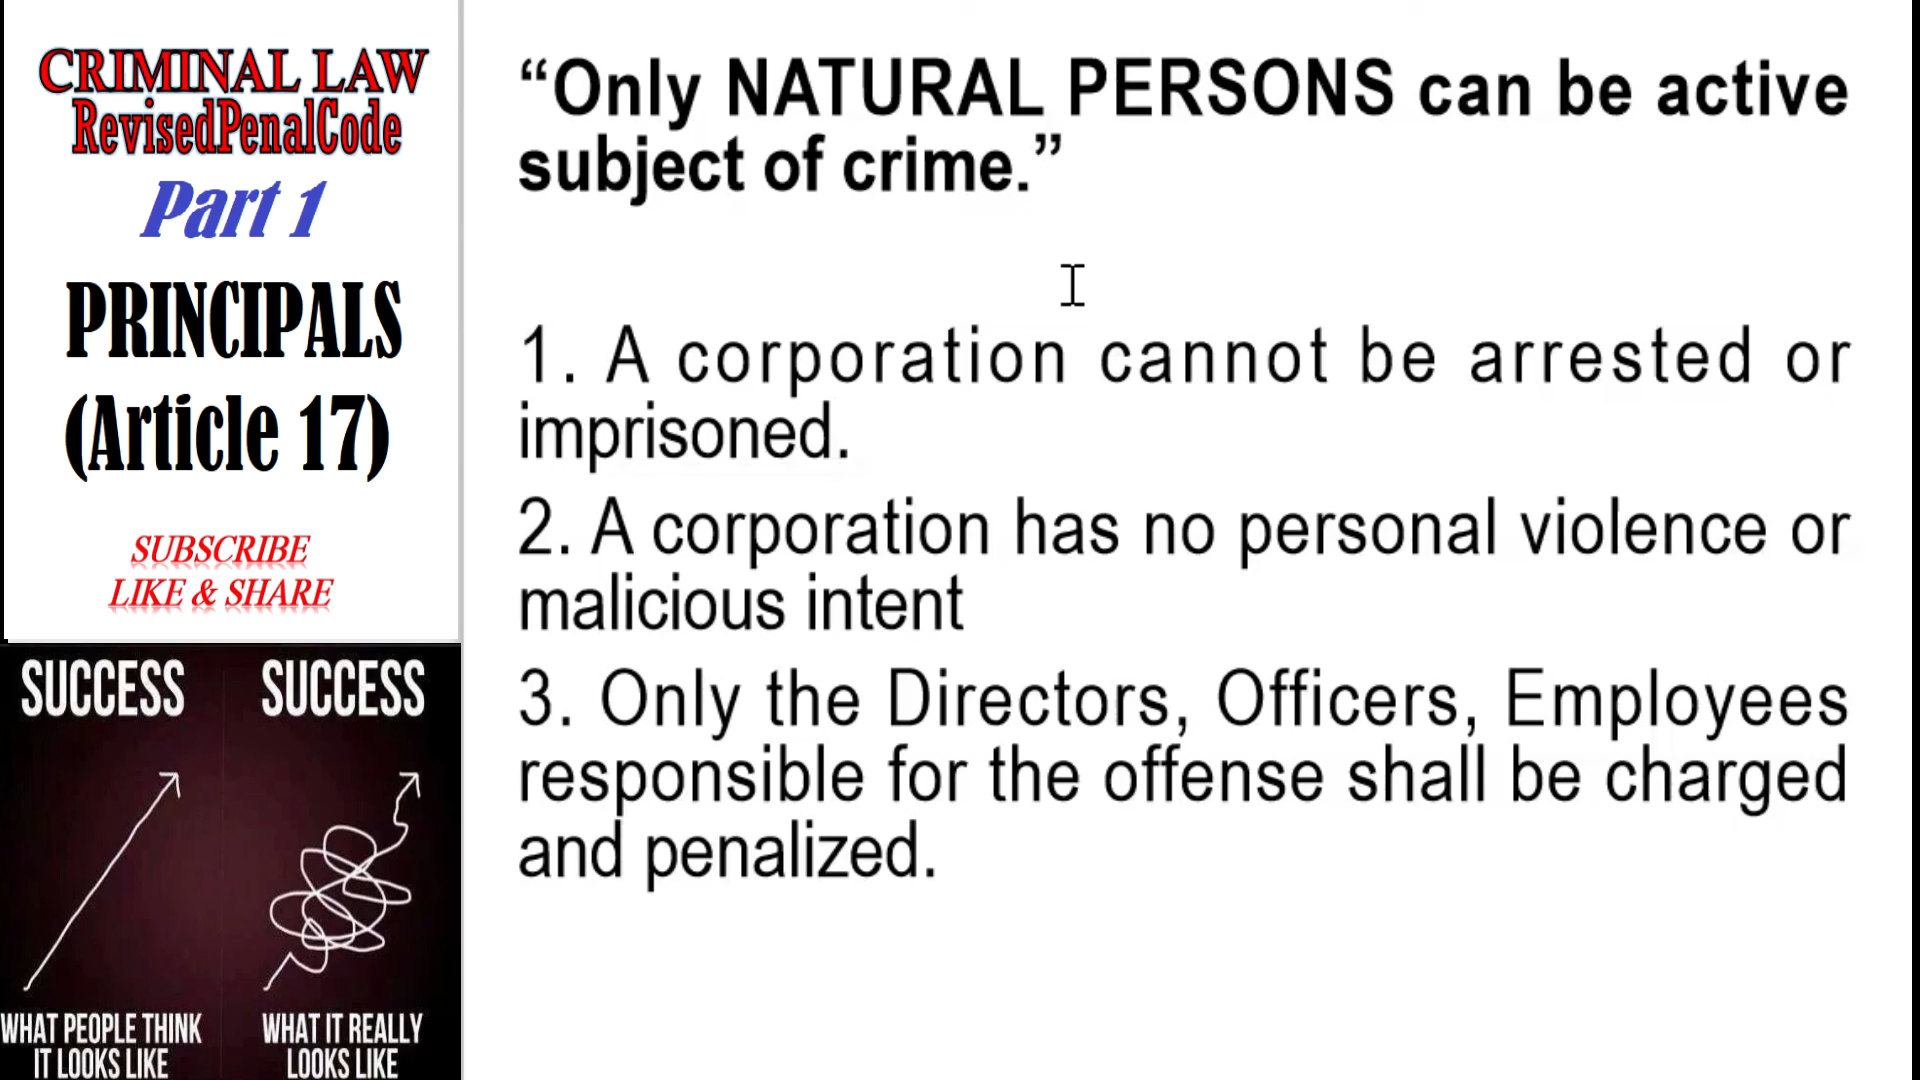 CRIMINAL LAW
RevisedPenalCode
Part 1
PRINCIPALS
(Article 17)
SUBSCRIBE
LIKE & SHARE
SUCCESS
WHAT PEOPLE THINK
IT LOOKS LIKE
SUCCESS
WHAT IT REALLY
LOOKS LIKE
“Only NATURAL PERSONS can be active
subject of crime.”
1. A corporation cannot be arrested or
imprisoned.
2. A corporation has no personal violence or
malicious intent
3. Only the Directors, Officers, Employees
responsible for the offense shall be charged
and penalized.